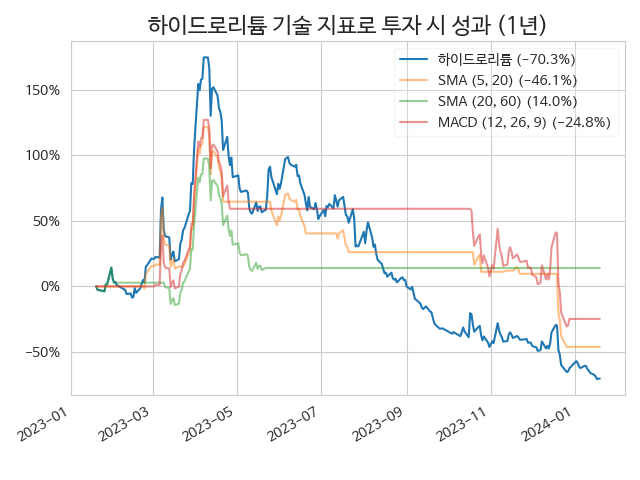 하이드로리튬 기술 지표로 투자 시 성과 (1년)
하이드로리튬 (−70.3%)
SMA (5, 20) (−46.1%)
SMA (20, 60) (14.0%)
MACD (12, 26, 9) (−24.8%)
150%
100%
50%
0%
−50%
2023-01
2023-03
2023-05
2023-07
2023-09
2023-11
2024-01